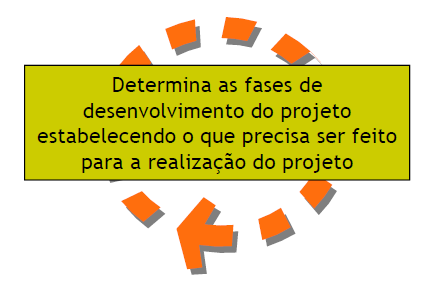 Determina as fases de
desenvolvimento do projeto
estabelecendo o que precisa ser feito
para a realização do projeto